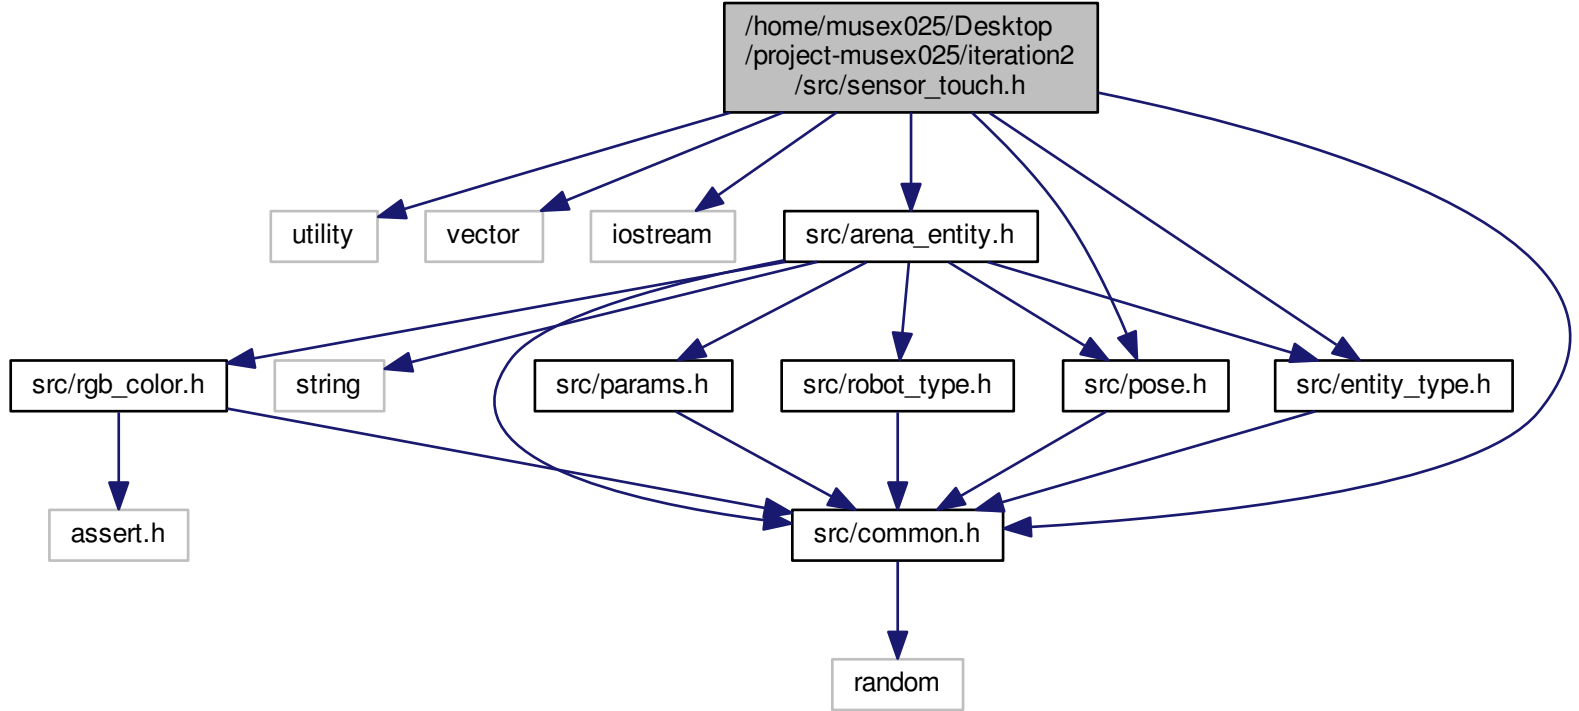 /home/musex025/Desktop
/project-musex025/iteration2
/src/sensor_touch.h
utility
vector
iostream
src/arena_entity.h
src/rgb_color.h
string
src/params.h
src/robot_type.h
src/pose.h
src/entity_type.h
assert.h
src/common.h
random